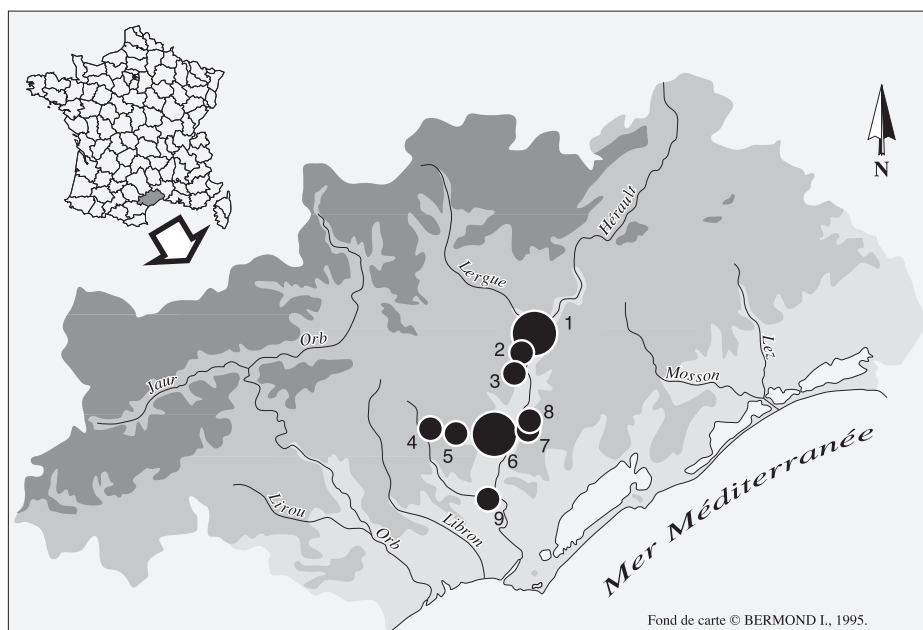 N
Hérault
Lergue
1
2
3
Orb
Jaur
Mosson
Lez
8
4
5
6
7
9
Lirou
Orb
Libron
Mer Méditerranée
Fond de carte © BERMOND I., 1995.